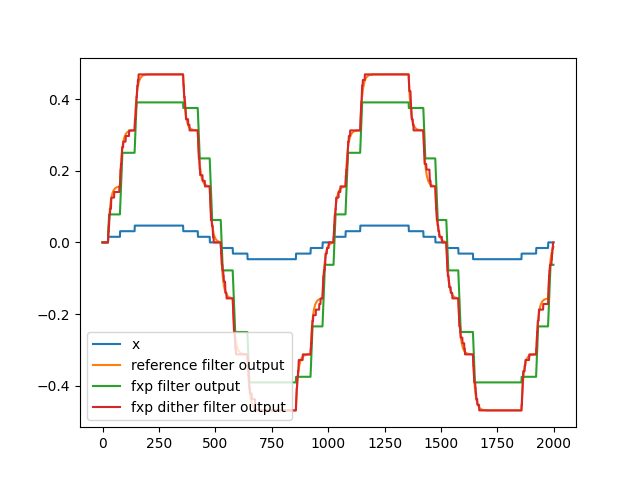 0.4
0.2
0.0
−0.2
−0.4
x
reference filter output
fxp filter output
fxp dither filter output
0 250 500 750 1000 1250 1500 1750 2000